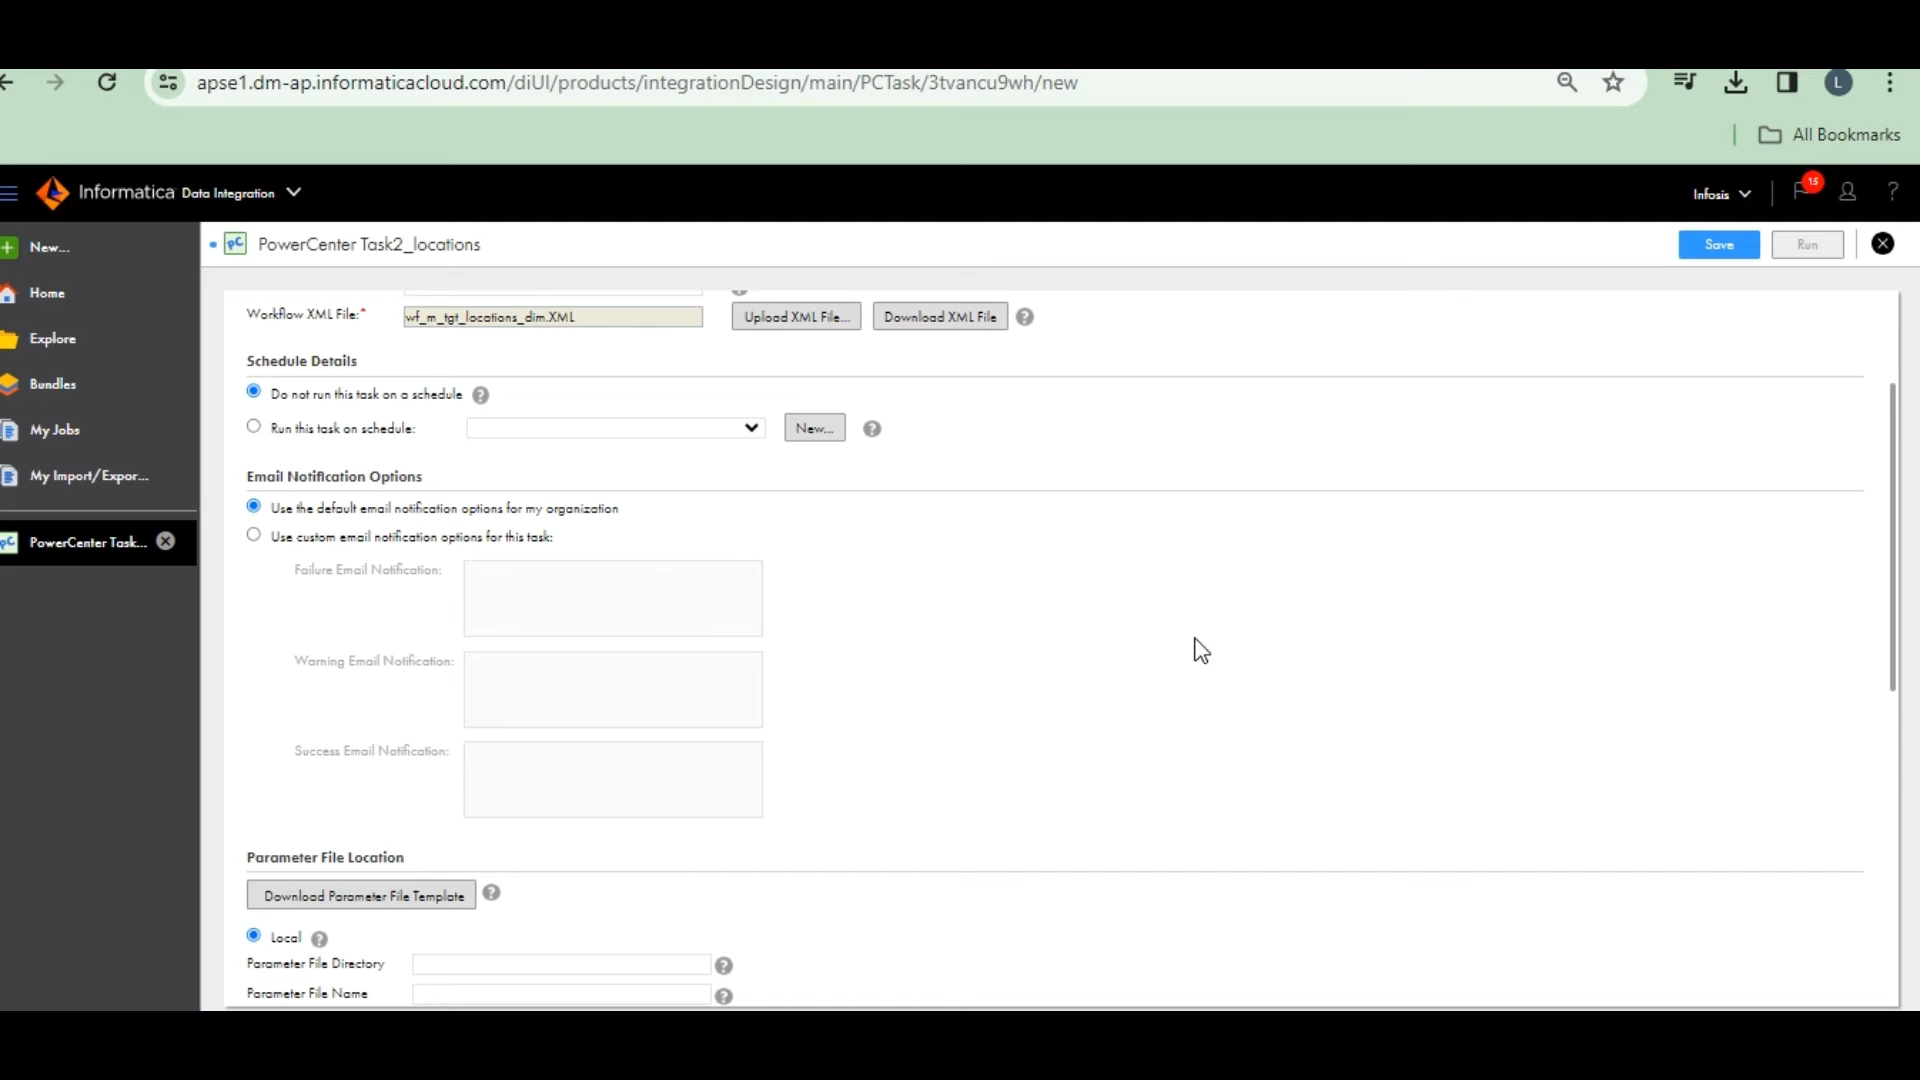 apse1.dm-ap.informaticacloud.com/diUI/products/integrationDesign/main/PCTask/3tvancu9wh/new
L
All Bookmarks
Informatica Data Integration
Infosis
15
?
New...
PC PowerCenter Task2_locations
Save
Run
Home
Explore
Bundles
My Jobs
My Import/Expor...
PC PowerCenter Task...
Workflow XML File:*
wf_m_tgt_locations_dim.XML
Upload XML File...
Download XML File
?
Schedule Details
Do not run this task on a schedule ?
Run this task on schedule:
New...
?
Email Notification Options
Use the default email notification options for my organization
Use custom email notification options for this task:
Failure Email Notification:
Warning Email Notification:
Success Email Notification:
Parameter File Location
Download Parameter File Template ?
Local ?
Parameter File Directory ?
Parameter File Name ?